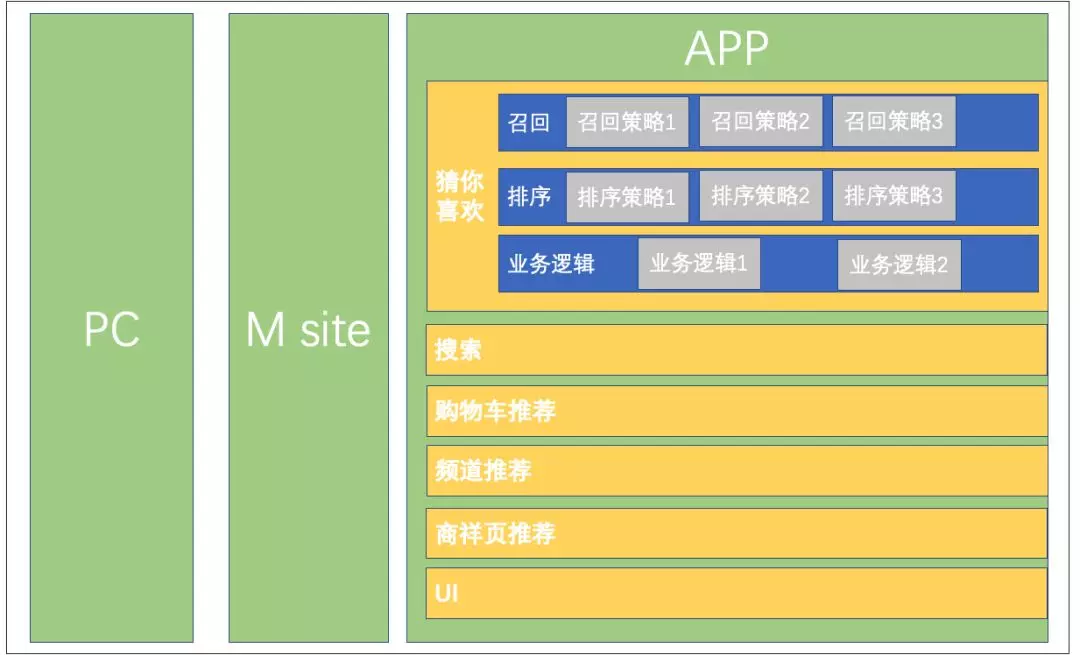 PC
M site
APP
猜你
喜欢
召回 召回策略1 召回策略2 召回策略3
排序 排序策略1 排序策略2 排序策略3
业务逻辑 业务逻辑1 业务逻辑2
搜索
购物车推荐
频道推荐
商祥页推荐
UI